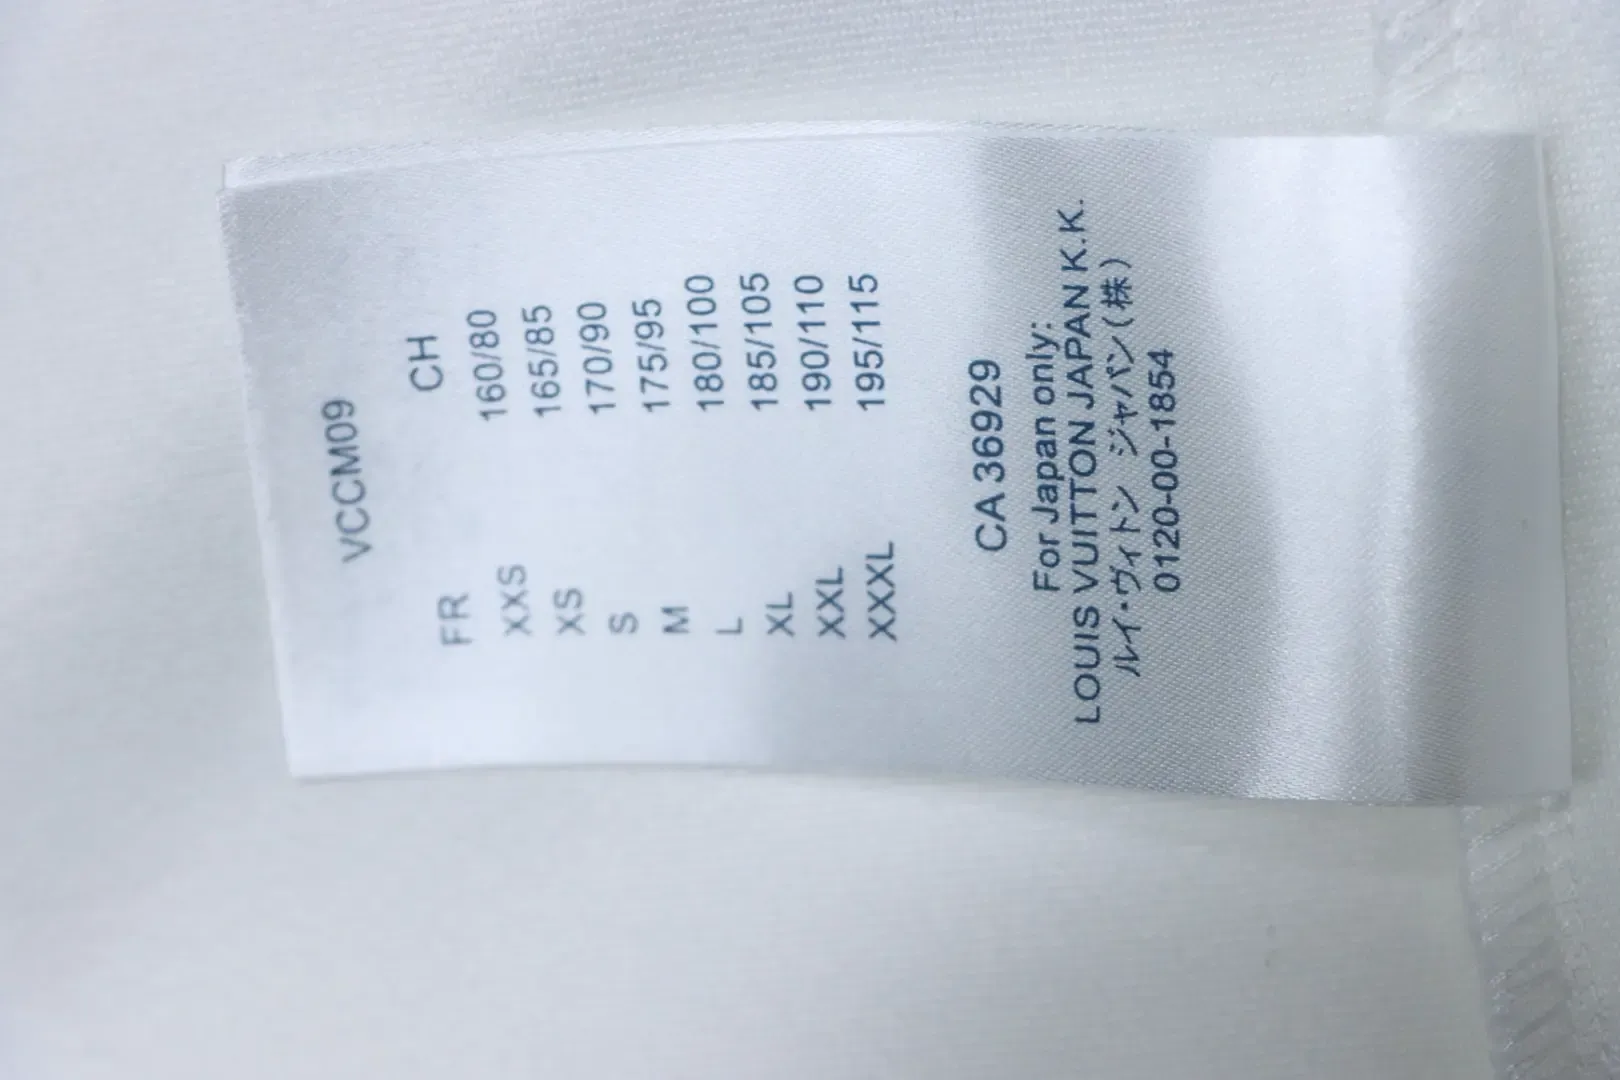 VCCM09
FR CH
XXS 160/80
XS 165/85
S 170/90
M 175/95
L 180/100
XL 185/105
XXL 190/110
XXXL 195/115
CA 36929
For Japan only:
LOUIS VUITTON JAPAN K.K.
ルイ・ヴィトン ジャパン(株)
0120-00-1854